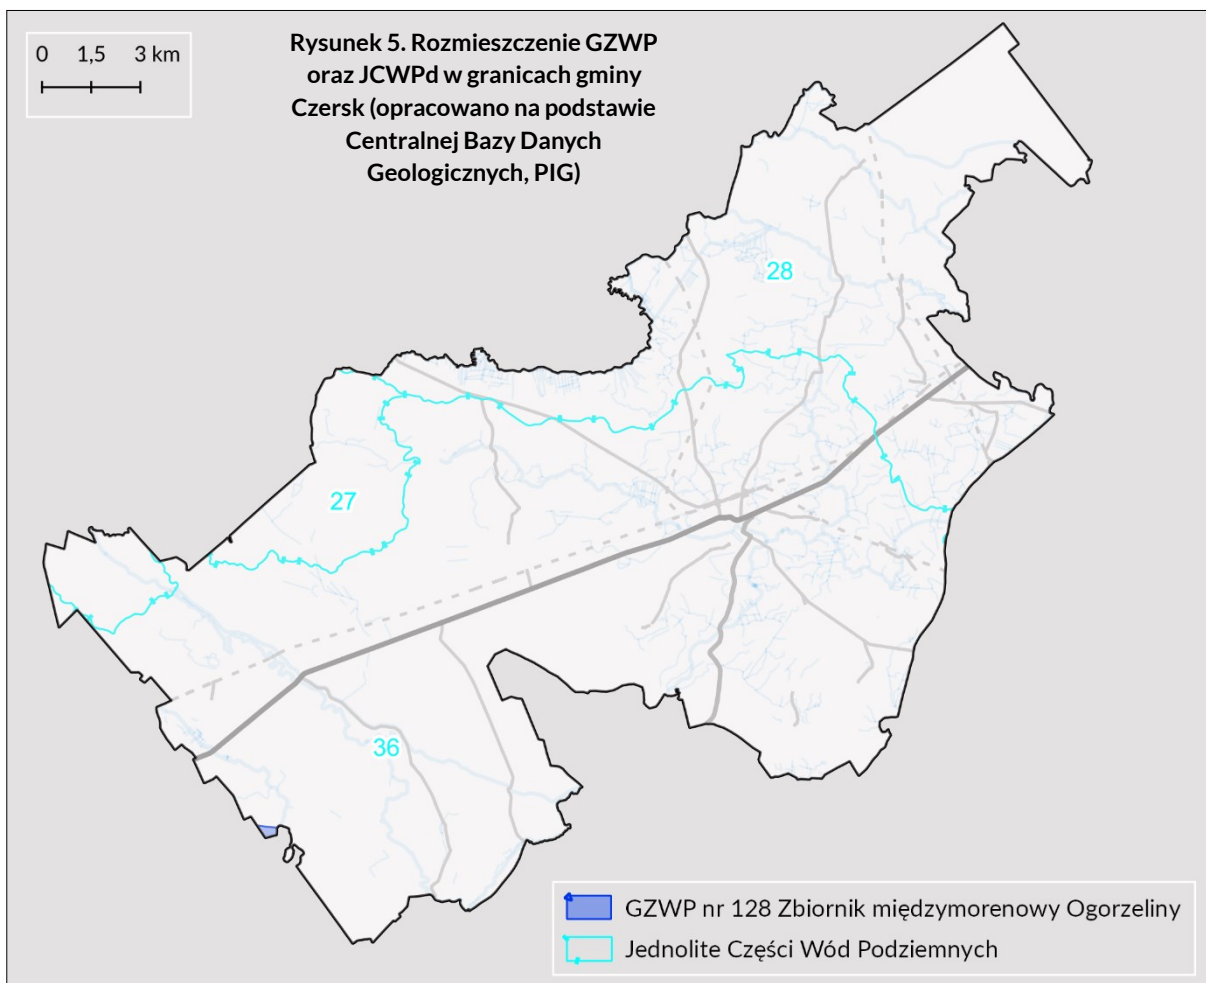 0 1,5 3 km
Rysunek 5. Rozmieszczenie GZWP
oraz JCWPd w granicach gminy
Czersk (opracowano na podstawie
Centralnej Bazy Danych
Geologicznych, PIG)
28
27
36
GZWP nr 128 Zbiornik międzymorenowy Ogorzeliny
Jednolite Części Wód Podziemnych